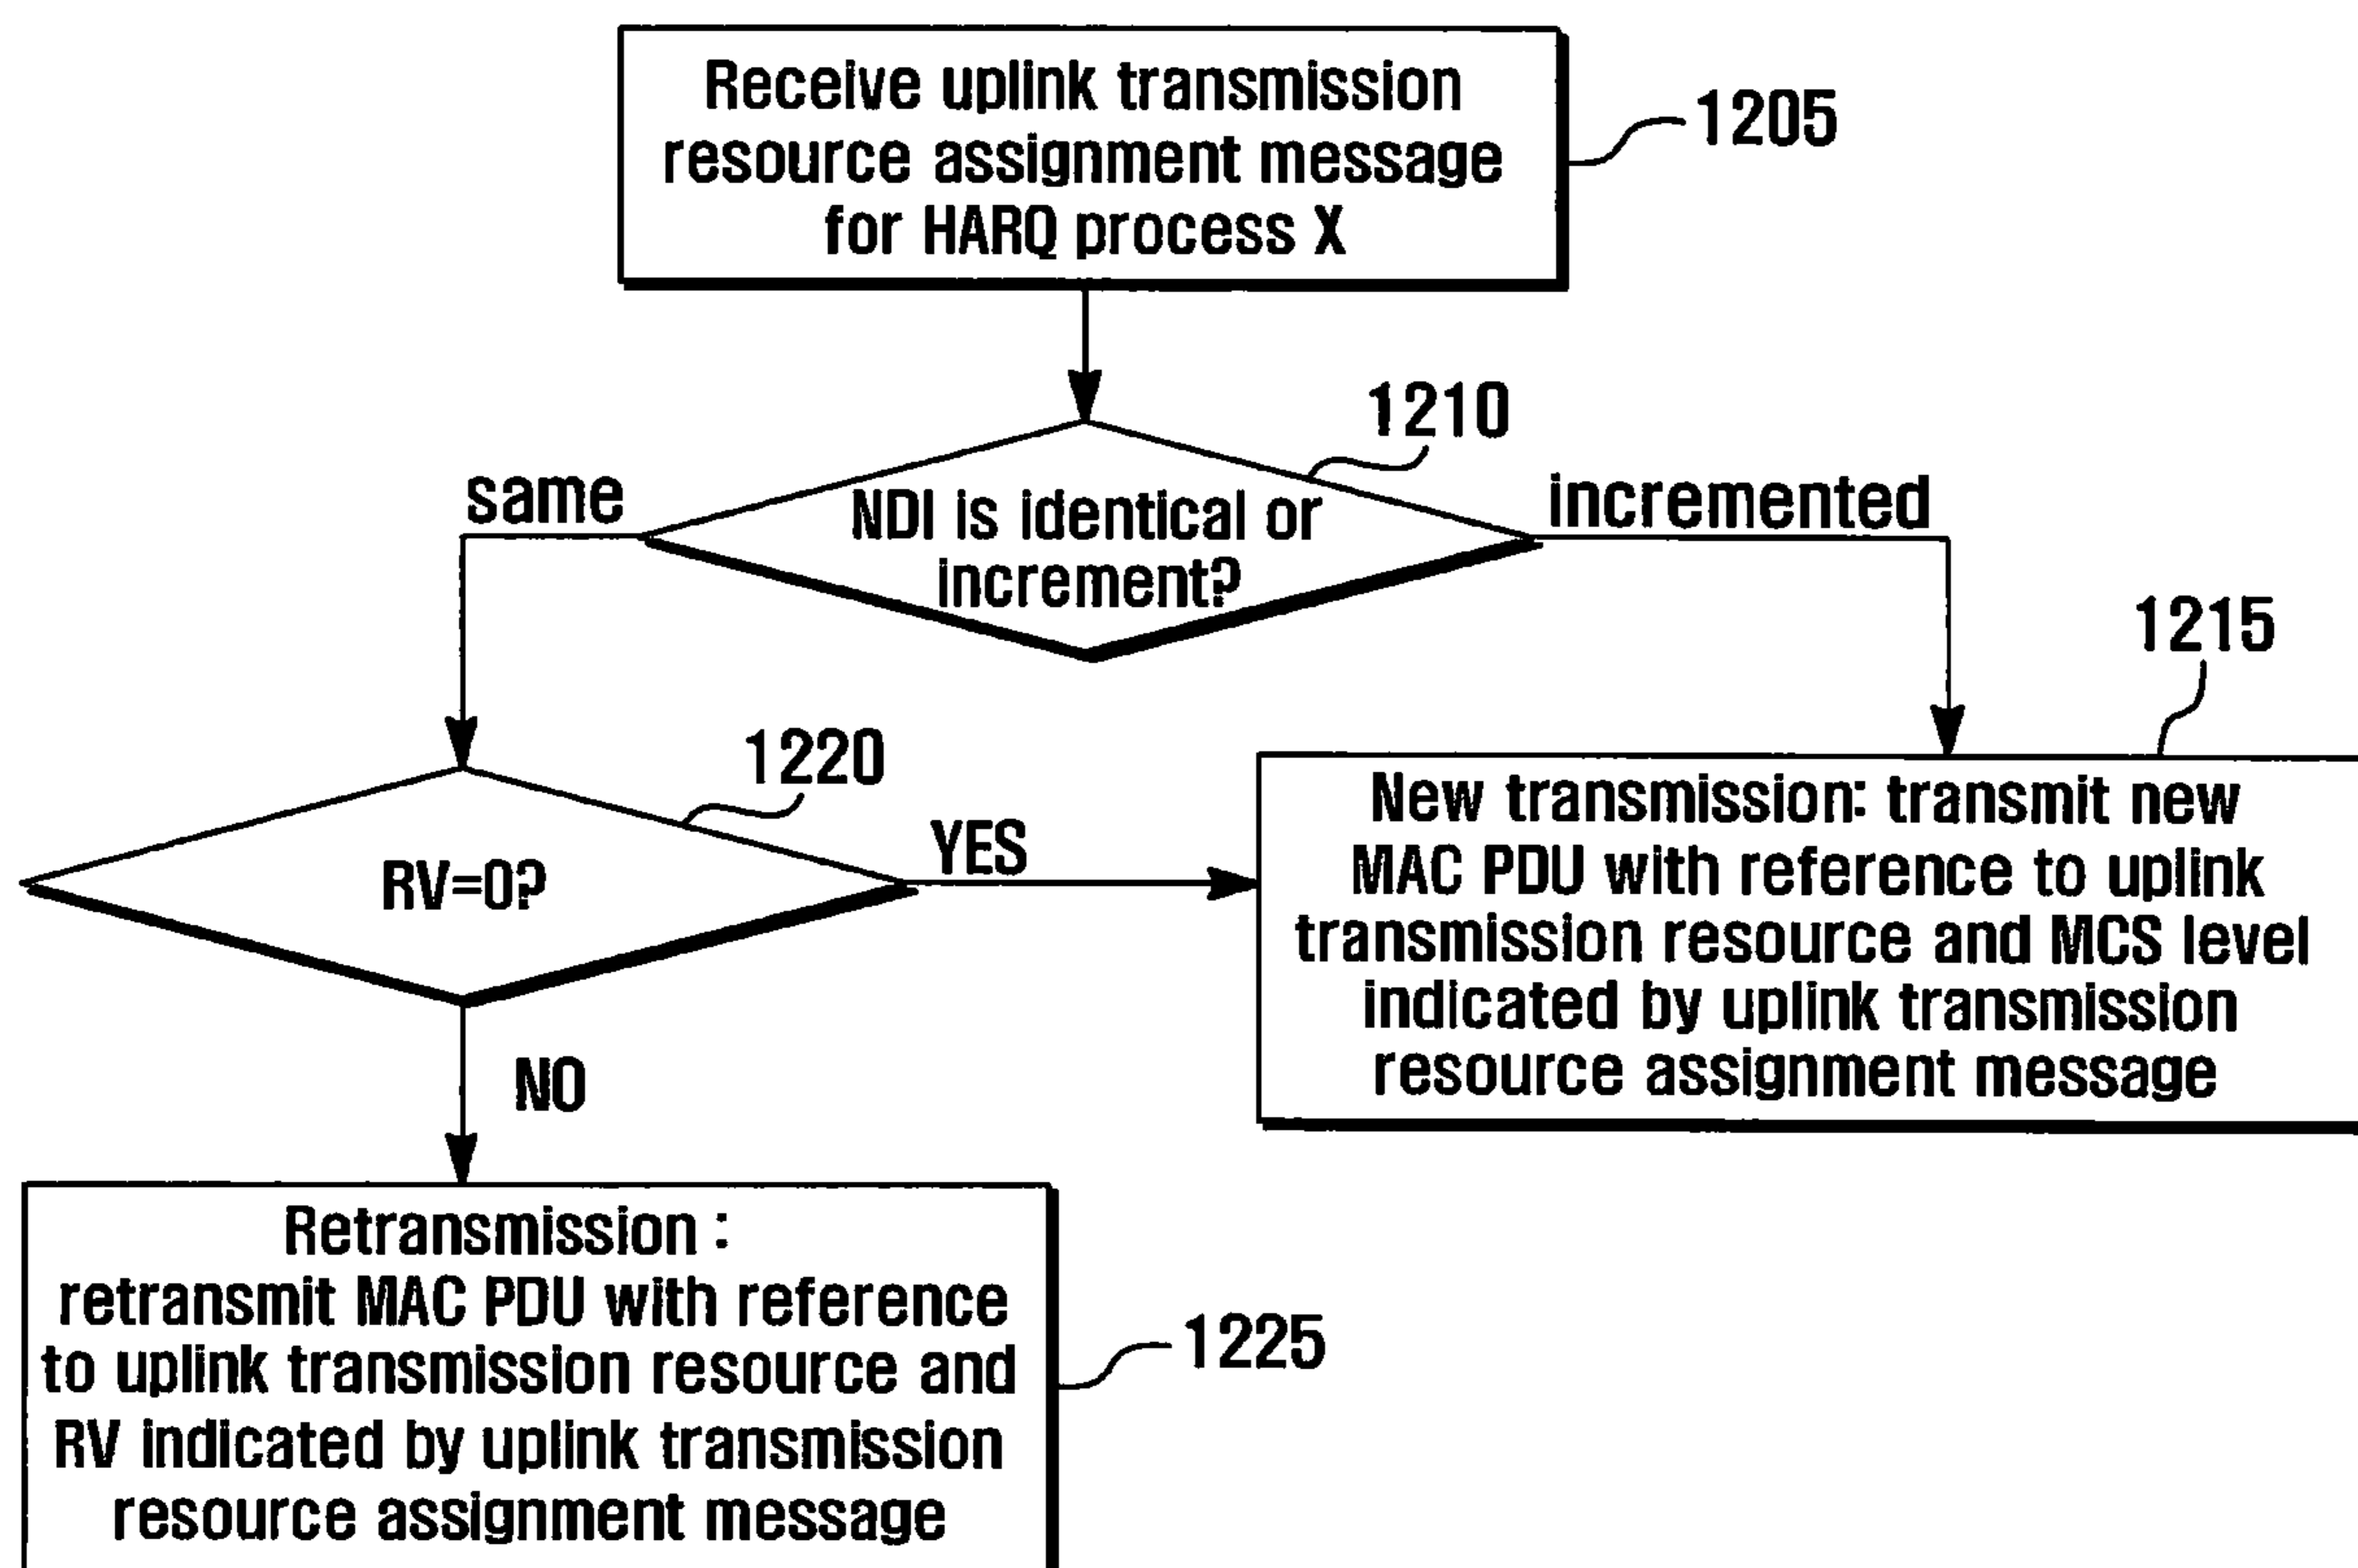 Receive uplink transmission
resource assignment message
for HARQ process X
1205
1210
same
NDI is identical or
increment?
incremented
1215
1220
RV=0?
YES
New transmission: transmit new
MAC PDU with reference to uplink
transmission resource and MCS level
indicated by uplink transmission
resource assignment message
NO
Retransmission :
retransmit MAC PDU with reference
to uplink transmission resource and
RV indicated by uplink transmission
resource assignment message
1225